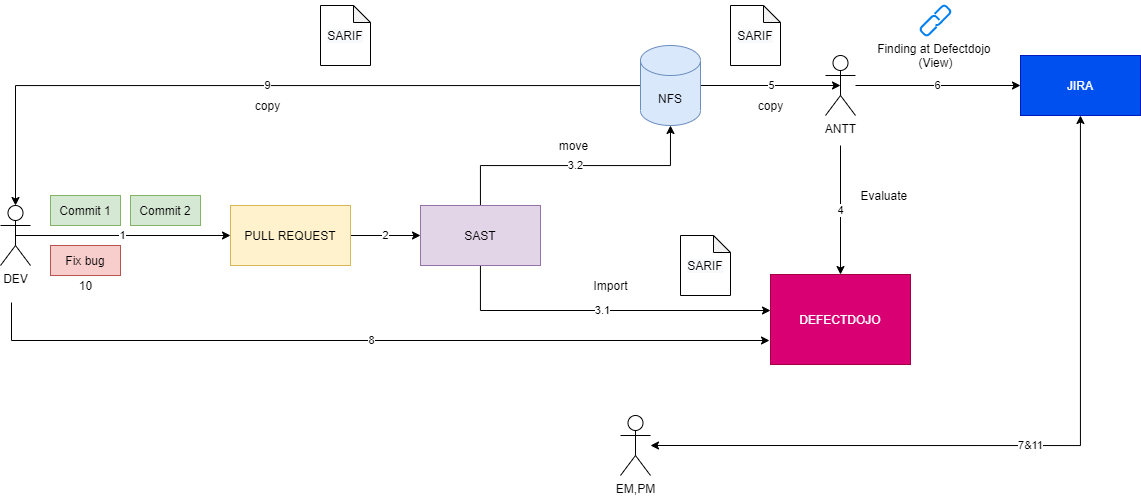 SARIF
SARIF
Finding at Defectdojo
(View)
9
copy
NFS
5
copy
6
JIRA
ANTT
move
3.2
Commit 1
Commit 2
Evaluate
4
1
PULL REQUEST
2
SAST
Fix bug
10
DEV
SARIF
Import
3.1
DEFECTDOJO
8
7&11
EM,PM